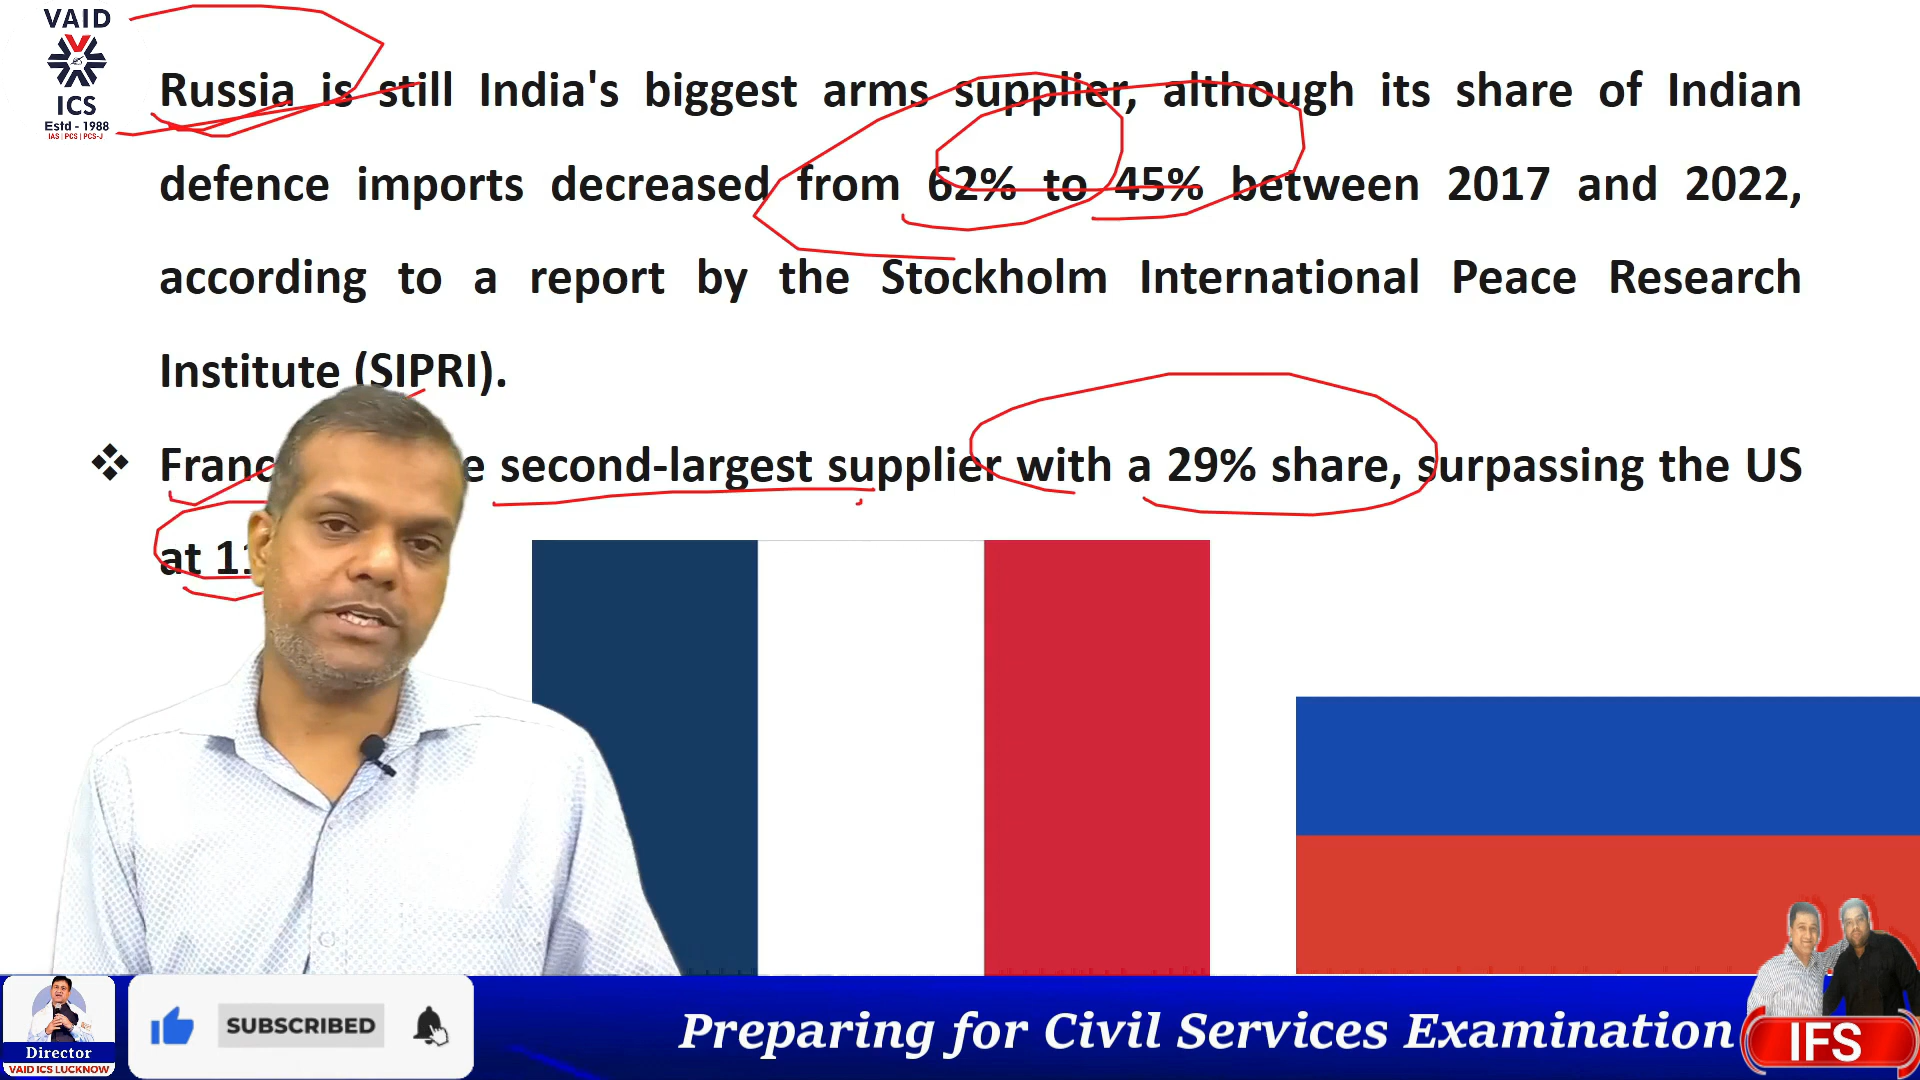 VAID
ICS
Estd - 1988
IAS | PCS | PCS-J
Russia is still India's biggest arms supplier, although its share of Indian
defence imports decreased from 62% to 45% between 2017 and 2022,
according to a report by the Stockholm International Peace Research
Institute (SIPRI).
❖ second-largest supplier with a 29% share, surpassing the US
at
Director
VAID ICS LUCKNOW
SUBSCRIBED
Preparing for Civil Services Examination
IFS